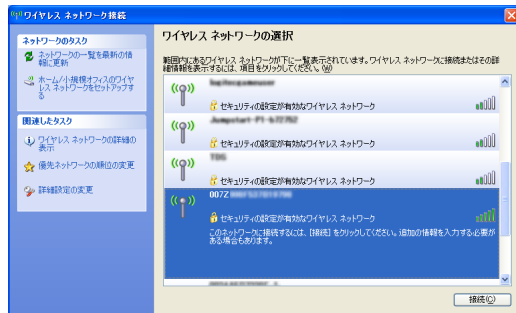 ワイヤレス ネットワーク接続
ネットワークのタスク
ネットワークの一覧を最新の情
報に更新
ホーム/小規模オフィスのワイヤ
レス ネットワークをセットアップす
る
関連したタスク
ワイヤレス ネットワークの詳細の
表示
優先ネットワークの順位の変更
詳細設定の変更
ワイヤレス ネットワークの選択
範囲内にあるワイヤレス ネットワークが下に一覧表示されています。ワイヤレス ネットワークに接続またはその詳
細情報を表示するには、項目をクリックしてください。(W)
セキュリティの設定が有効なワイヤレス ネットワーク
セキュリティの設定が有効なワイヤレス ネットワーク
セキュリティの設定が有効なワイヤレス ネットワーク
007Z
セキュリティの設定が有効なワイヤレス ネットワーク
このネットワークに接続するには、[接続] をクリックしてください。追加の情報を入力する必要が
ある場合もあります。
接続(C)